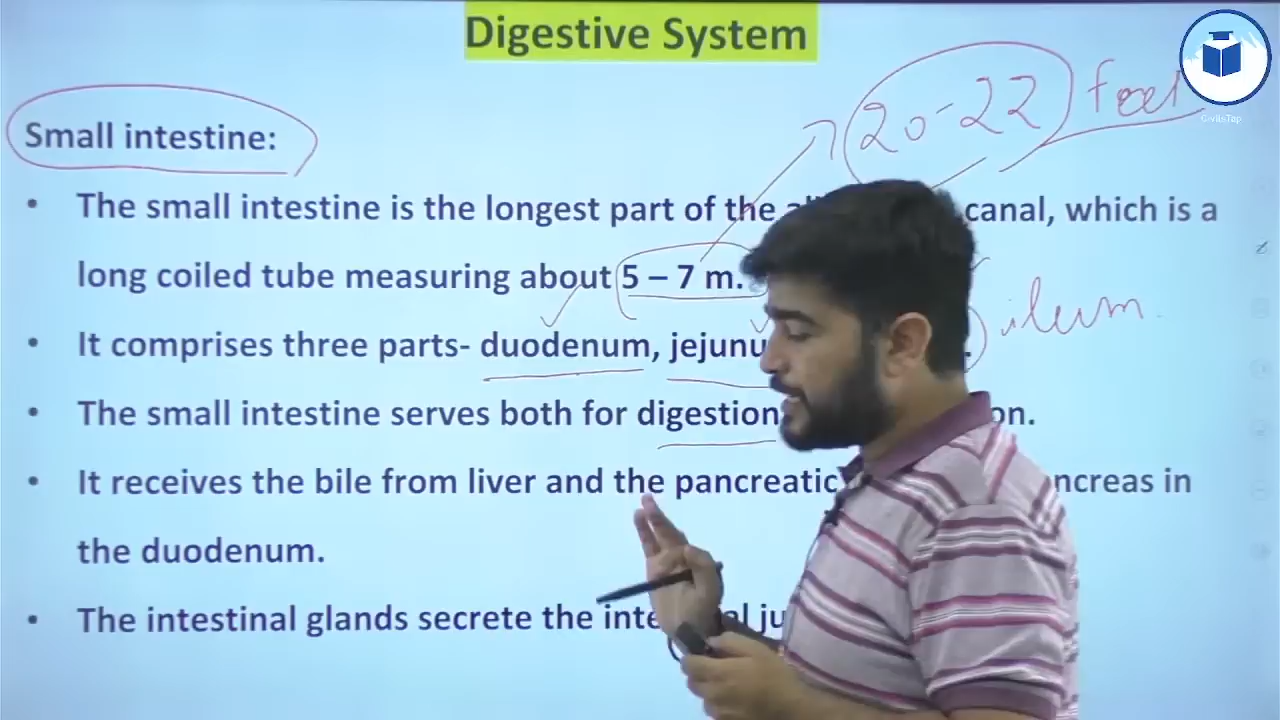 Digestive System
20-22 feet
CivilsTap
Small intestine:
• The small intestine is the longest part of the canal, which is a
long coiled tube measuring about 5 – 7 m.
ileum
• It comprises three parts- duodenum, jejunu
• The small intestine serves both for digestion on.
• It receives the bile from liver and the pancreatic ncreas in
the duodenum.
• The intestinal glands secrete the inte l ju